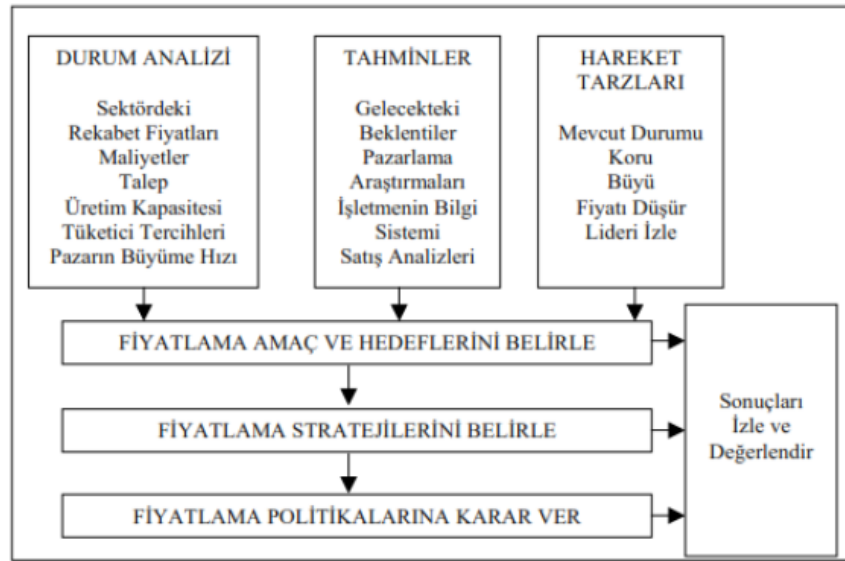 DURUM ANALİZİ
Sektördeki
Rekabet Fiyatları
Maliyetler
Talep
Üretim Kapasitesi
Tüketici Tercihleri
Pazarın Büyüme Hızı
TAHMİNLER
Gelecekteki
Beklentiler
Pazarlama
Araştırmaları
İşletmenin Bilgi
Sistemi
Satış Analizleri
HAREKET
TARZLARI
Mevcut Durumu
Koru
Büyü
Fiyatı Düşür
Lideri İzle
FİYATLAMA AMAÇ VE HEDEFLERİNİ BELİRLE
FİYATLAMA STRATEJİLERİNİ BELİRLE
FİYATLAMA POLİTİKALARINA KARAR VER
Sonuçları
İzle ve
Değerlendir